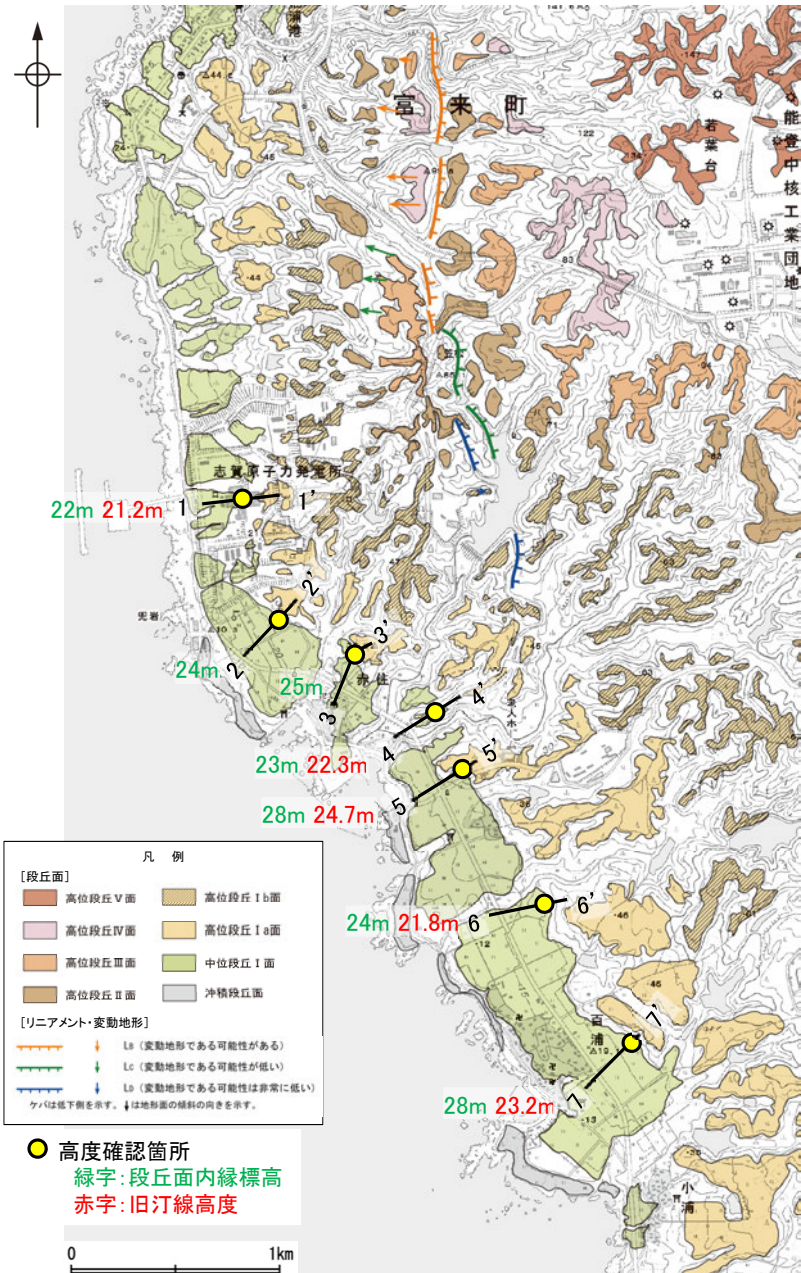 富来町
若葉台
能登中核工業団地
志賀原子力発電所
22m 21.2m
1
1'
兜岩
24m
2
2'
25m
3
3'
赤住
23m 22.3m
4
4'
28m 24.7m
5
5'
24m 21.8m
6
6'
百浦
28m 23.2m
7
7'
小浦
凡 例
[段丘面]
高位段丘Ⅴ面
高位段丘Ⅰb面
高位段丘Ⅳ面
高位段丘Ⅰa面
高位段丘Ⅲ面
中位段丘Ⅰ面
高位段丘Ⅱ面
沖積段丘面
[リニアメント・変動地形]
LB (変動地形である可能性がある)
LC (変動地形である可能性が低い)
LD (変動地形である可能性は非常に低い)
ケバは低下側を示す。↓は地形面の傾斜の向きを示す。
高度確認箇所
緑字:段丘面内縁標高
赤字:旧汀線高度
0
1km